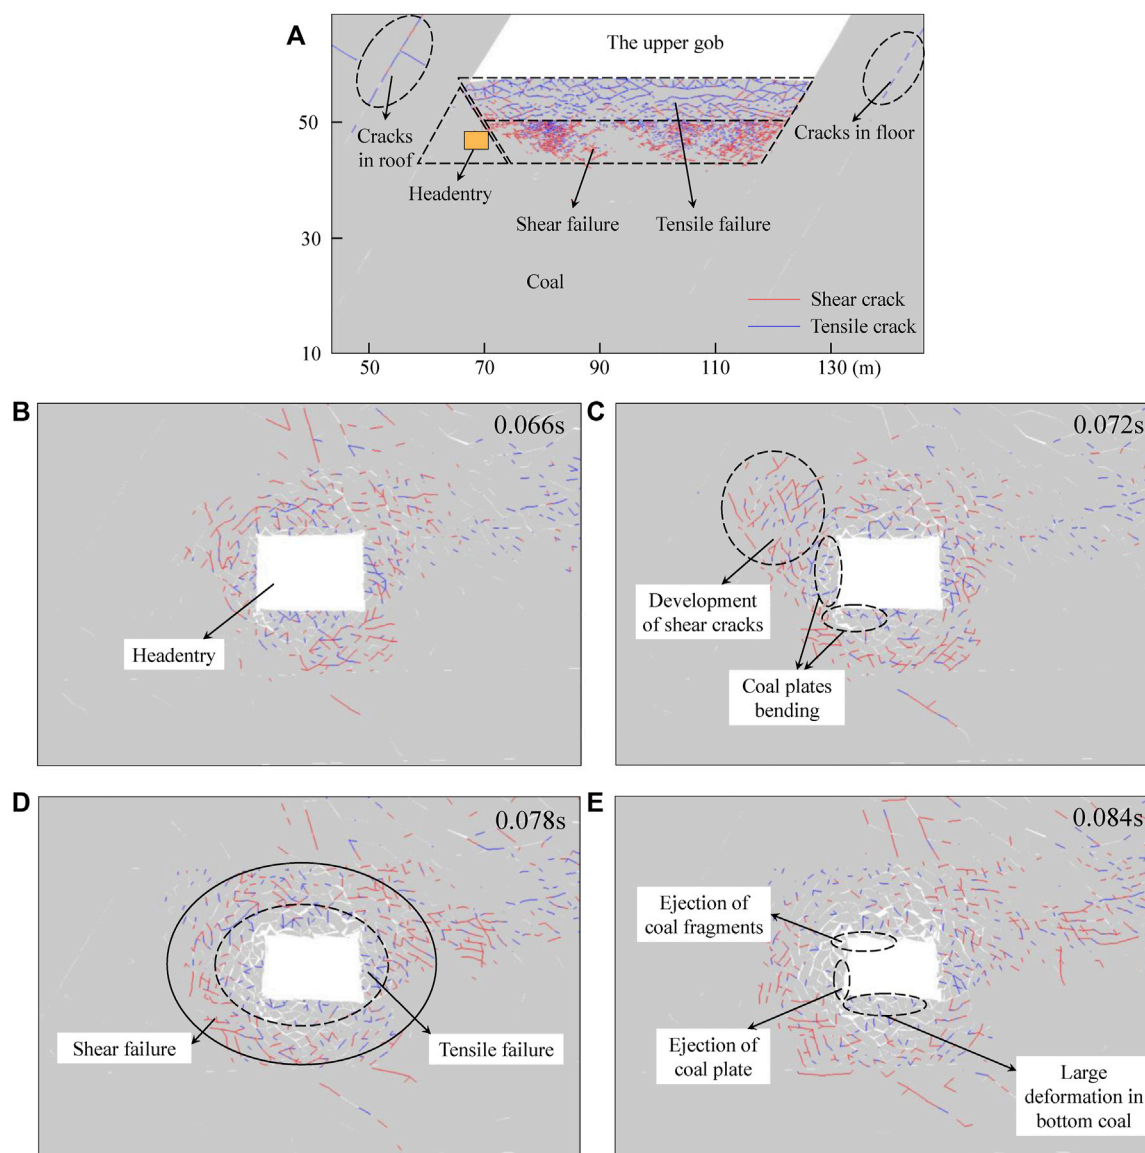 A
The upper gob
50
Cracks
in roof
Cracks in floor
Headentry
Shear failure
Tensile failure
30
Coal
Shear crack
Tensile crack
10
50
70
90
110
130 (m)
B
0.066s
Headentry
C
0.072s
Development
of shear cracks
Coal plates
bending
D
0.078s
Shear failure
Tensile failure
E
0.084s
Ejection of
coal fragments
Ejection of
coal plate
Large
deformation in
bottom coal